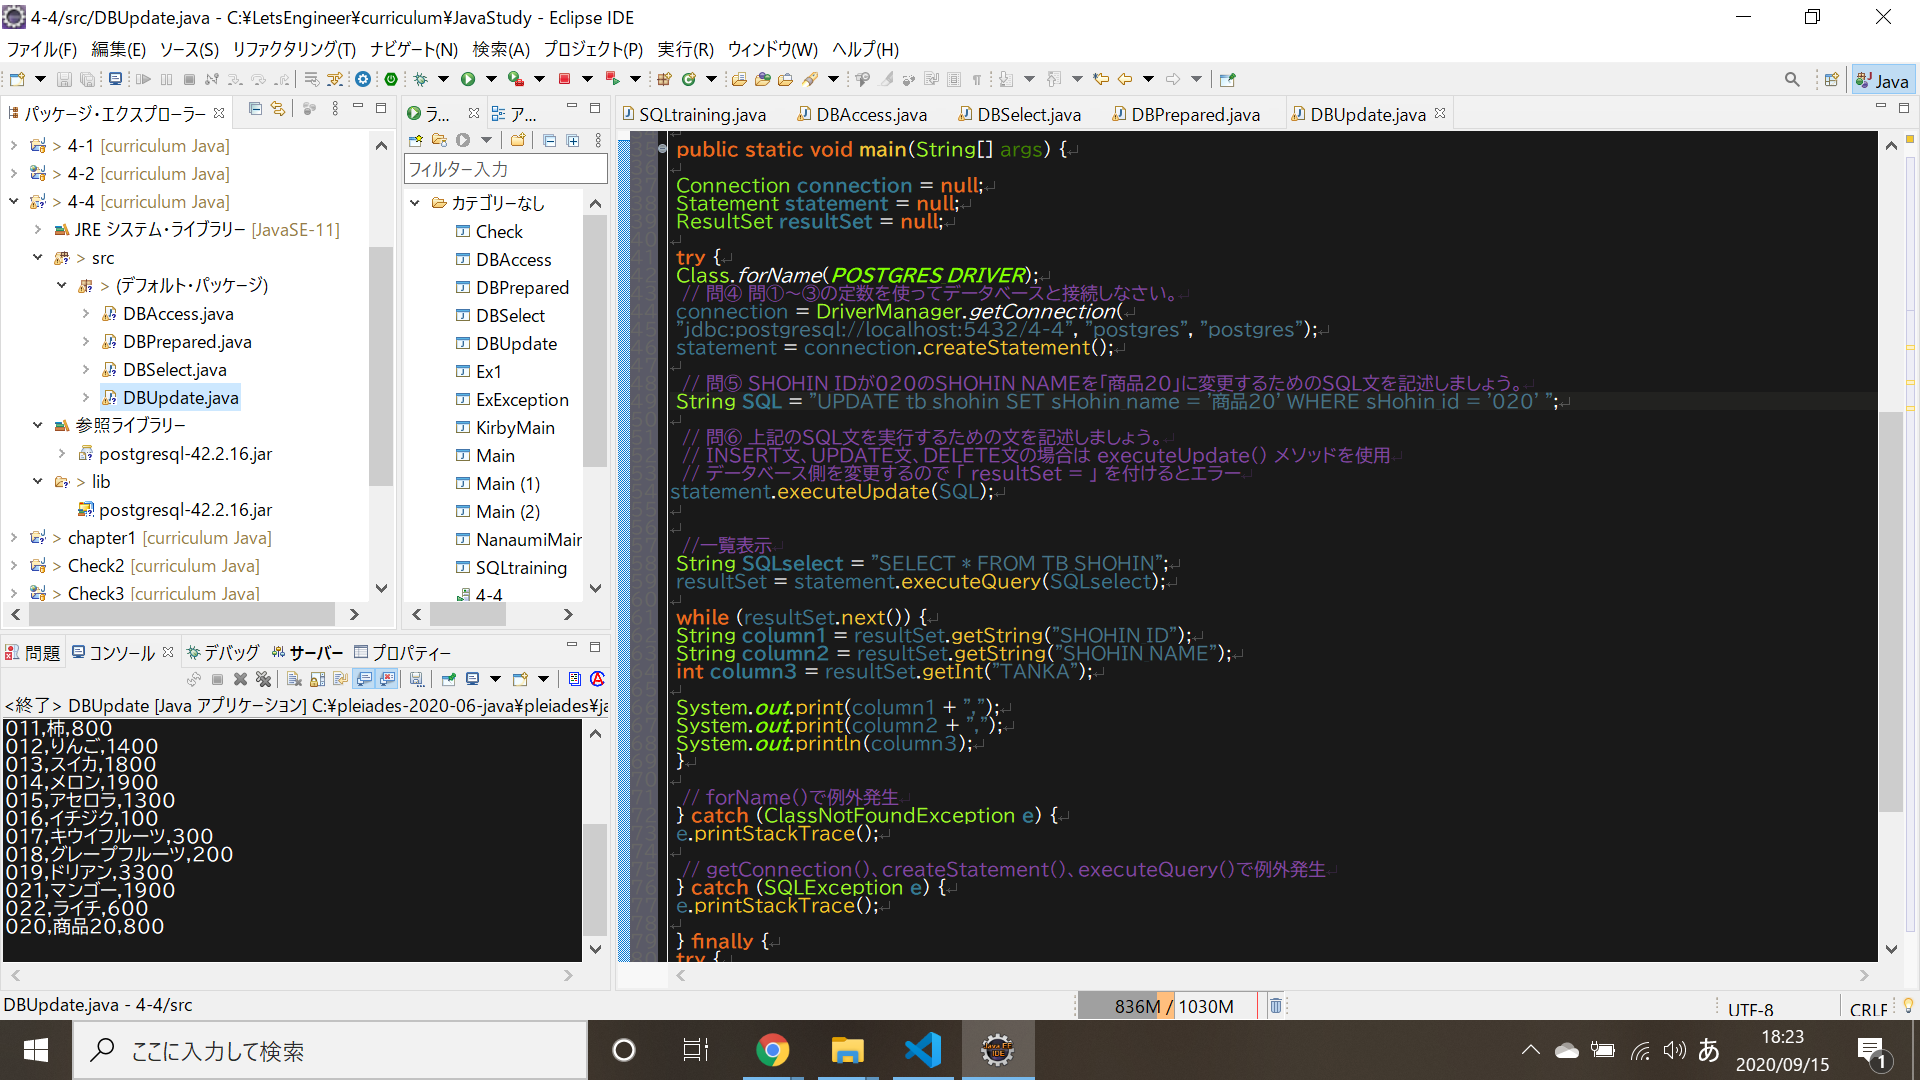 4-4/src/DBUpdate.java - C:¥LetsEngineer¥curriculum¥JavaStudy - Eclipse IDE
ファイル(F) 編集(E) ソース(S) リファクタリング(T) ナビゲート(N) 検索(A) プロジェクト(P) 実行(R) ウィンドウ(W) ヘルプ(H)
Java
パッケージ・エクスプローラー
> 4-1 [curriculum Java]
> 4-2 [curriculum Java]
> 4-4 [curriculum Java]
JRE システム・ライブラリー [JavaSE-11]
> src
> (デフォルト・パッケージ)
DBAccess.java
DBPrepared.java
DBSelect.java
DBUpdate.java
参照ライブラリー
postgresql-42.2.16.jar
> lib
postgresql-42.2.16.jar
> chapter1 [curriculum Java]
> Check2 [curriculum Java]
> Check3 [curriculum Java]
ラ... ア...
フィルター入力
カテゴリーなし
Check
DBAccess
DBPrepared
DBSelect
DBUpdate
Ex1
ExException
KirbyMain
Main
Main (1)
Main (2)
NanaumiMair
SQLtraining
4-4
SQLtraining.java DBAccess.java DBSelect.java DBPrepared.java DBUpdate.java
public static void main(String[] args) {
Connection connection = null;
Statement statement = null;
ResultSet resultSet = null;
try {
Class.forName(POSTGRES DRIVER);
// 問④ 問①～③の定数を使ってデータベースと接続しなさい。
connection = DriverManager.getConnection(
"jdbc:postgresql://localhost:5432/4-4", "postgres", "postgres");
statement = connection.createStatement();
// 問⑤ SHOHIN IDが020のSHOHIN NAMEを「商品20」に変更するためのSQL文を記述しましょう。
String SQL = "UPDATE tb shohin SET sHohin name = '商品20' WHERE sHohin id = '020' ";
// 問⑥ 上記のSQL文を実行するための文を記述しましょう。
// INSERT文、UPDATE文、DELETE文の場合は executeUpdate() メソッドを使用
// データベース側を変更するので「 resultSet = 」を付けるとエラー
statement.executeUpdate(SQL);
//一覧表示
String SQLselect = "SELECT * FROM TB SHOHIN";
resultSet = statement.executeQuery(SQLselect);
while (resultSet.next()) {
String column1 = resultSet.getString("SHOHIN ID");
String column2 = resultSet.getString("SHOHIN NAME");
int column3 = resultSet.getInt("TANKA");
System.out.print(column1 + ",");
System.out.print(column2 + ",");
System.out.println(column3);
}
// forName()で例外発生
} catch (ClassNotFoundException e) {
e.printStackTrace();
// getConnection()、createStatement()、executeQuery()で例外発生
} catch (SQLException e) {
e.printStackTrace();
} finally {
try {
問題 コンソール デバッグ サーバー プロパティー
<終了> DBUpdate [Java アプリケーション] C:¥pleiades-2020-06-java¥pleiades¥ja
011,柿,800
012,りんご,1400
013,スイカ,1800
014,メロン,1900
015,アセロラ,1300
016,イチジク,100
017,キウイフルーツ,300
018,グレープフルーツ,200
019,ドリアン,3300
021,マンゴー,1900
022,ライチ,600
020,商品20,800
DBUpdate.java - 4-4/src
836M / 1030M
UTF-8
CRLF
ここに入力して検索
あ
18:23
2020/09/15
1